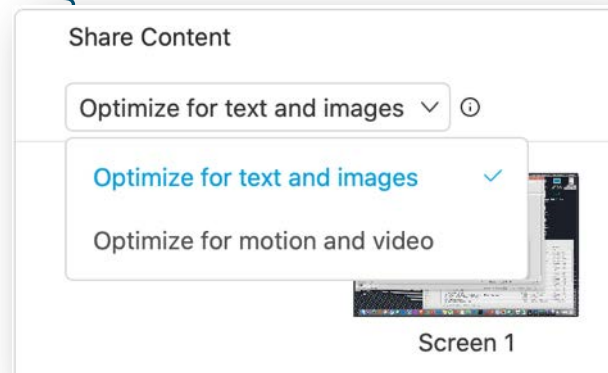 Share Content
Optimize for text and images
Optimize for text and images
Optimize for motion and video
Screen 1